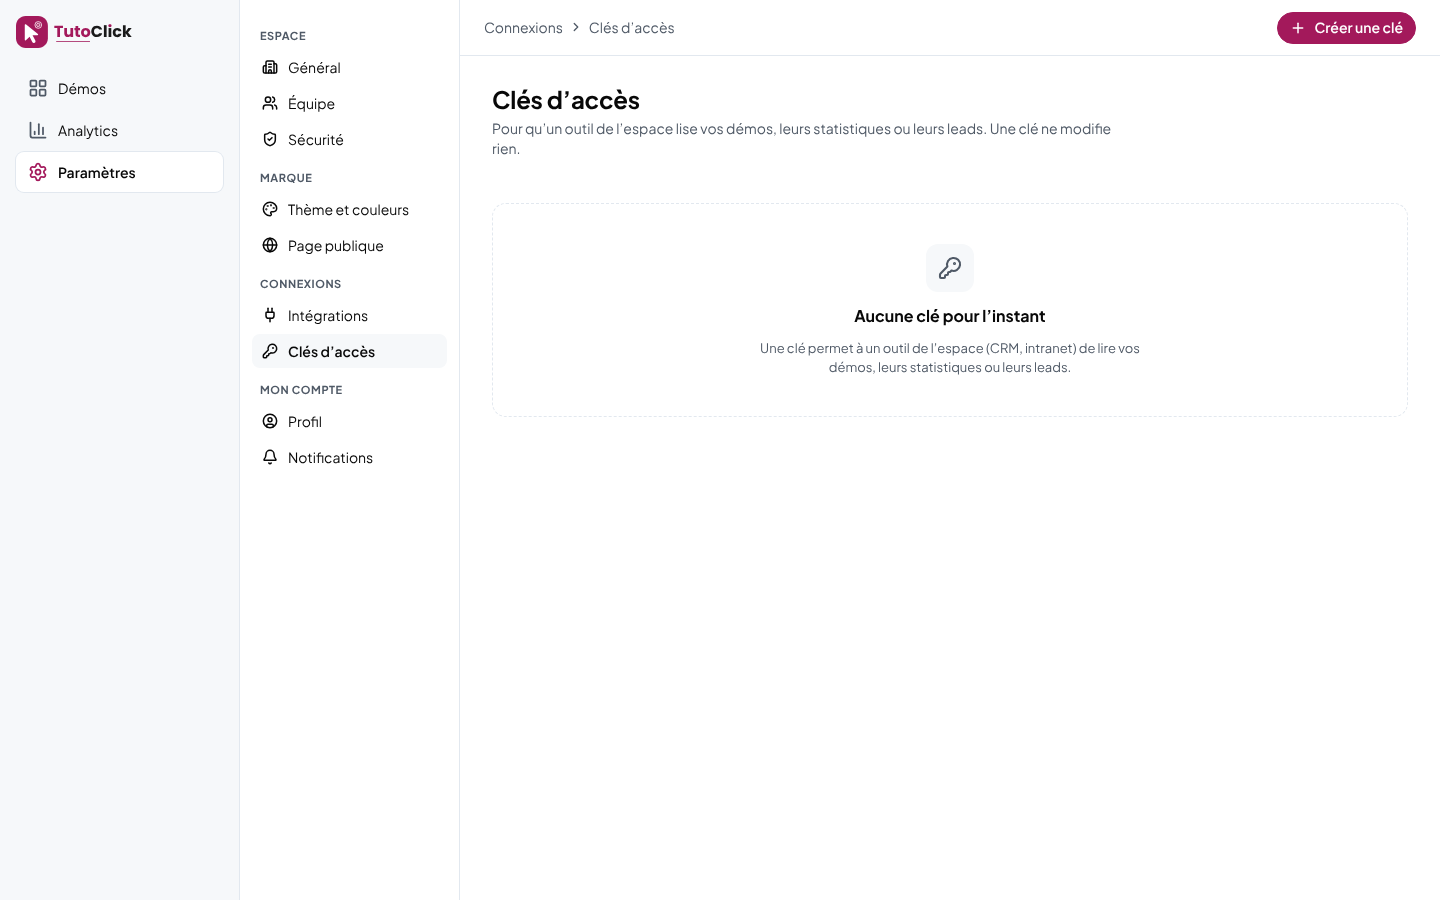 TutoClick
Démos
Analytics
Paramètres
ESPACE
Général
Équipe
Sécurité
MARQUE
Thème et couleurs
Page publique
CONNEXIONS
Intégrations
Clés d’accès
MON COMPTE
Profil
Notifications
Connexions > Clés d’accès
Créer une clé
Clés d’accès
Pour qu’un outil de l’espace lise vos démos, leurs statistiques ou leurs leads. Une clé ne modifie
rien.
Aucune clé pour l’instant
Une clé permet à un outil de l’espace (CRM, intranet) de lire vos
démos, leurs statistiques ou leurs leads.